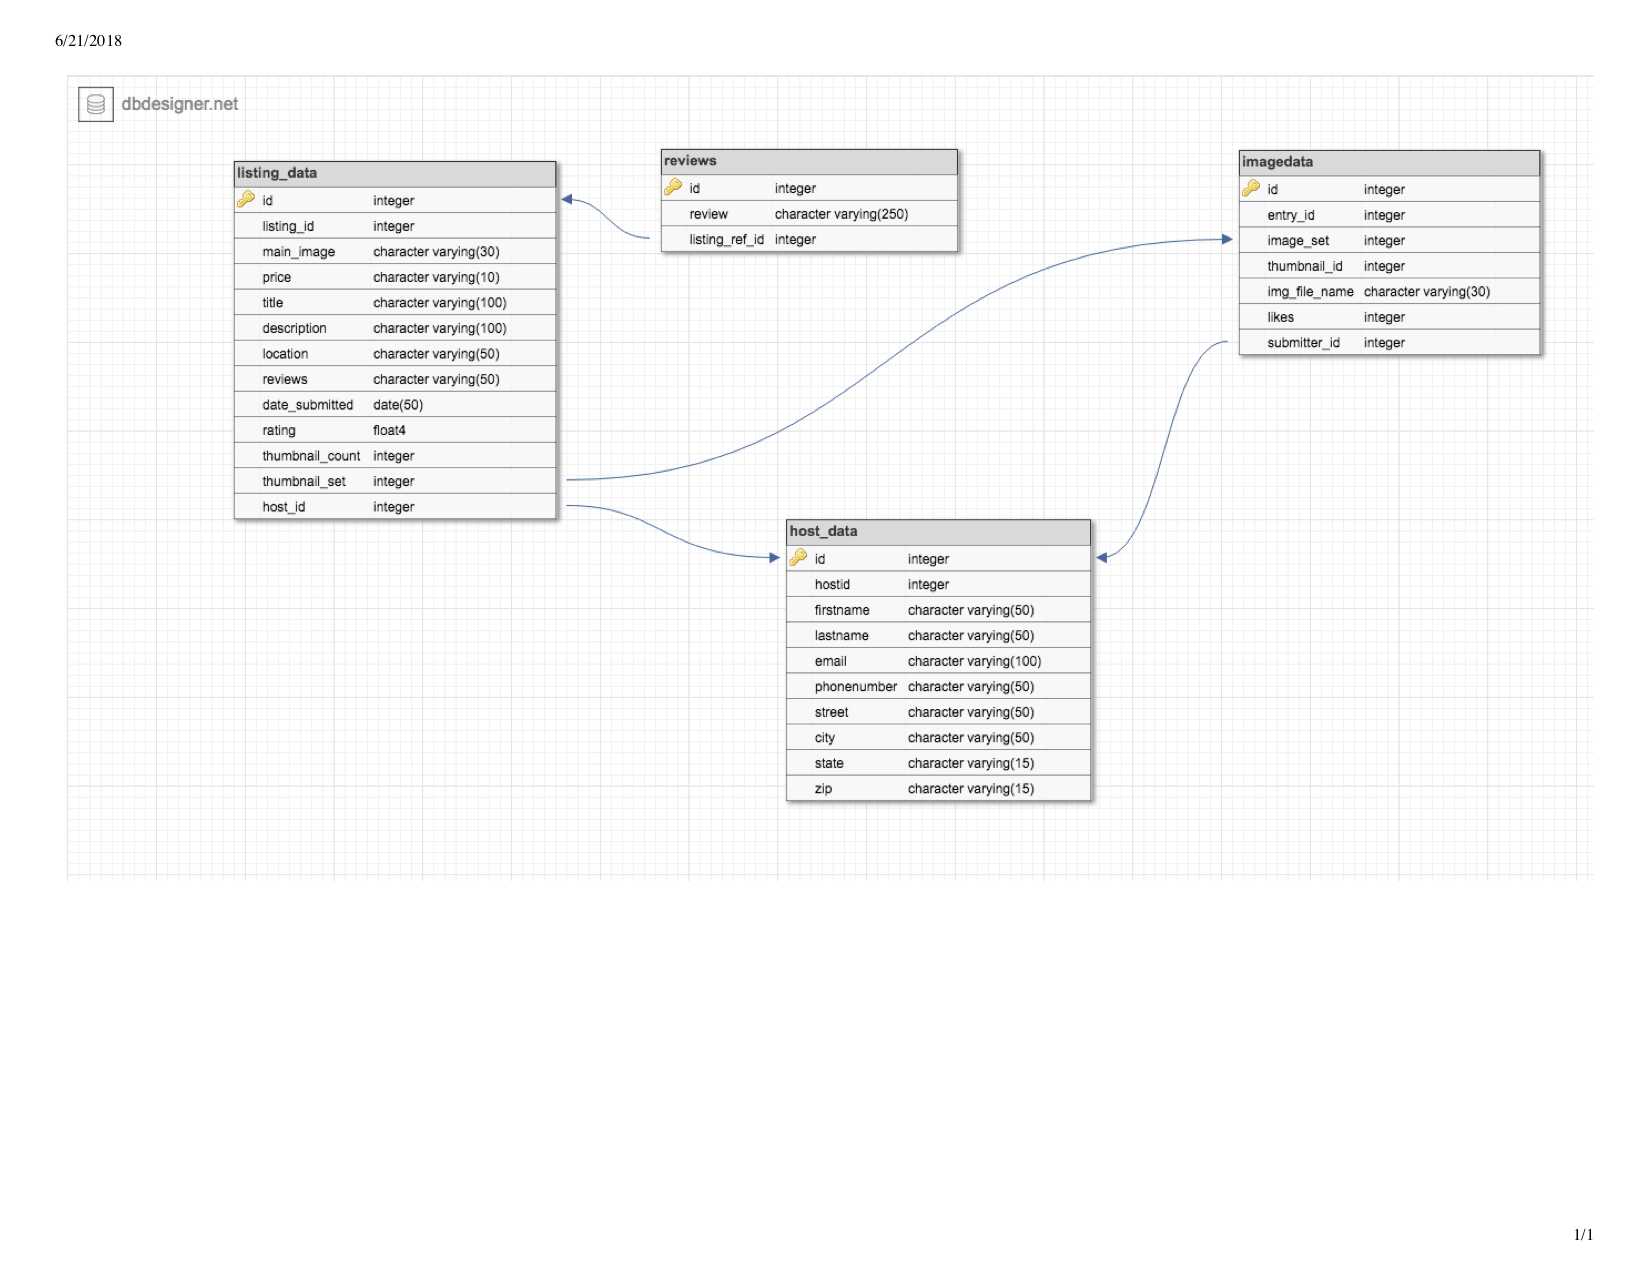 6/21/2018
dbdesigner.net
listing_data
id integer
listing_id integer
main_image character varying(30)
price character varying(10)
title character varying(100)
description character varying(100)
location character varying(50)
reviews character varying(50)
date_submitted date(50)
rating float4
thumbnail_count integer
thumbnail_set integer
host_id integer
reviews
id integer
review character varying(250)
listing_ref_id integer
imagedata
id integer
entry_id integer
image_set integer
thumbnail_id integer
img_file_name character varying(30)
likes integer
submitter_id integer
host_data
id integer
hostid integer
firstname character varying(50)
lastname character varying(50)
email character varying(100)
phonenumber character varying(50)
street character varying(50)
city character varying(50)
state character varying(15)
zip character varying(15)
1/1